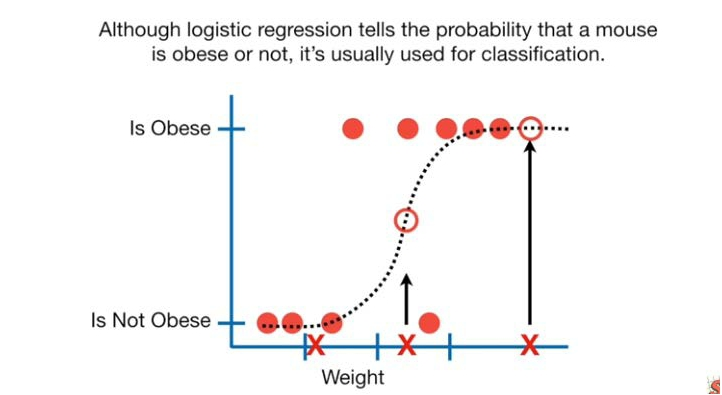 Although logistic regression tells the probability that a mouse
is obese or not, it’s usually used for classification.
Is Obese
Is Not Obese
X X X
Weight